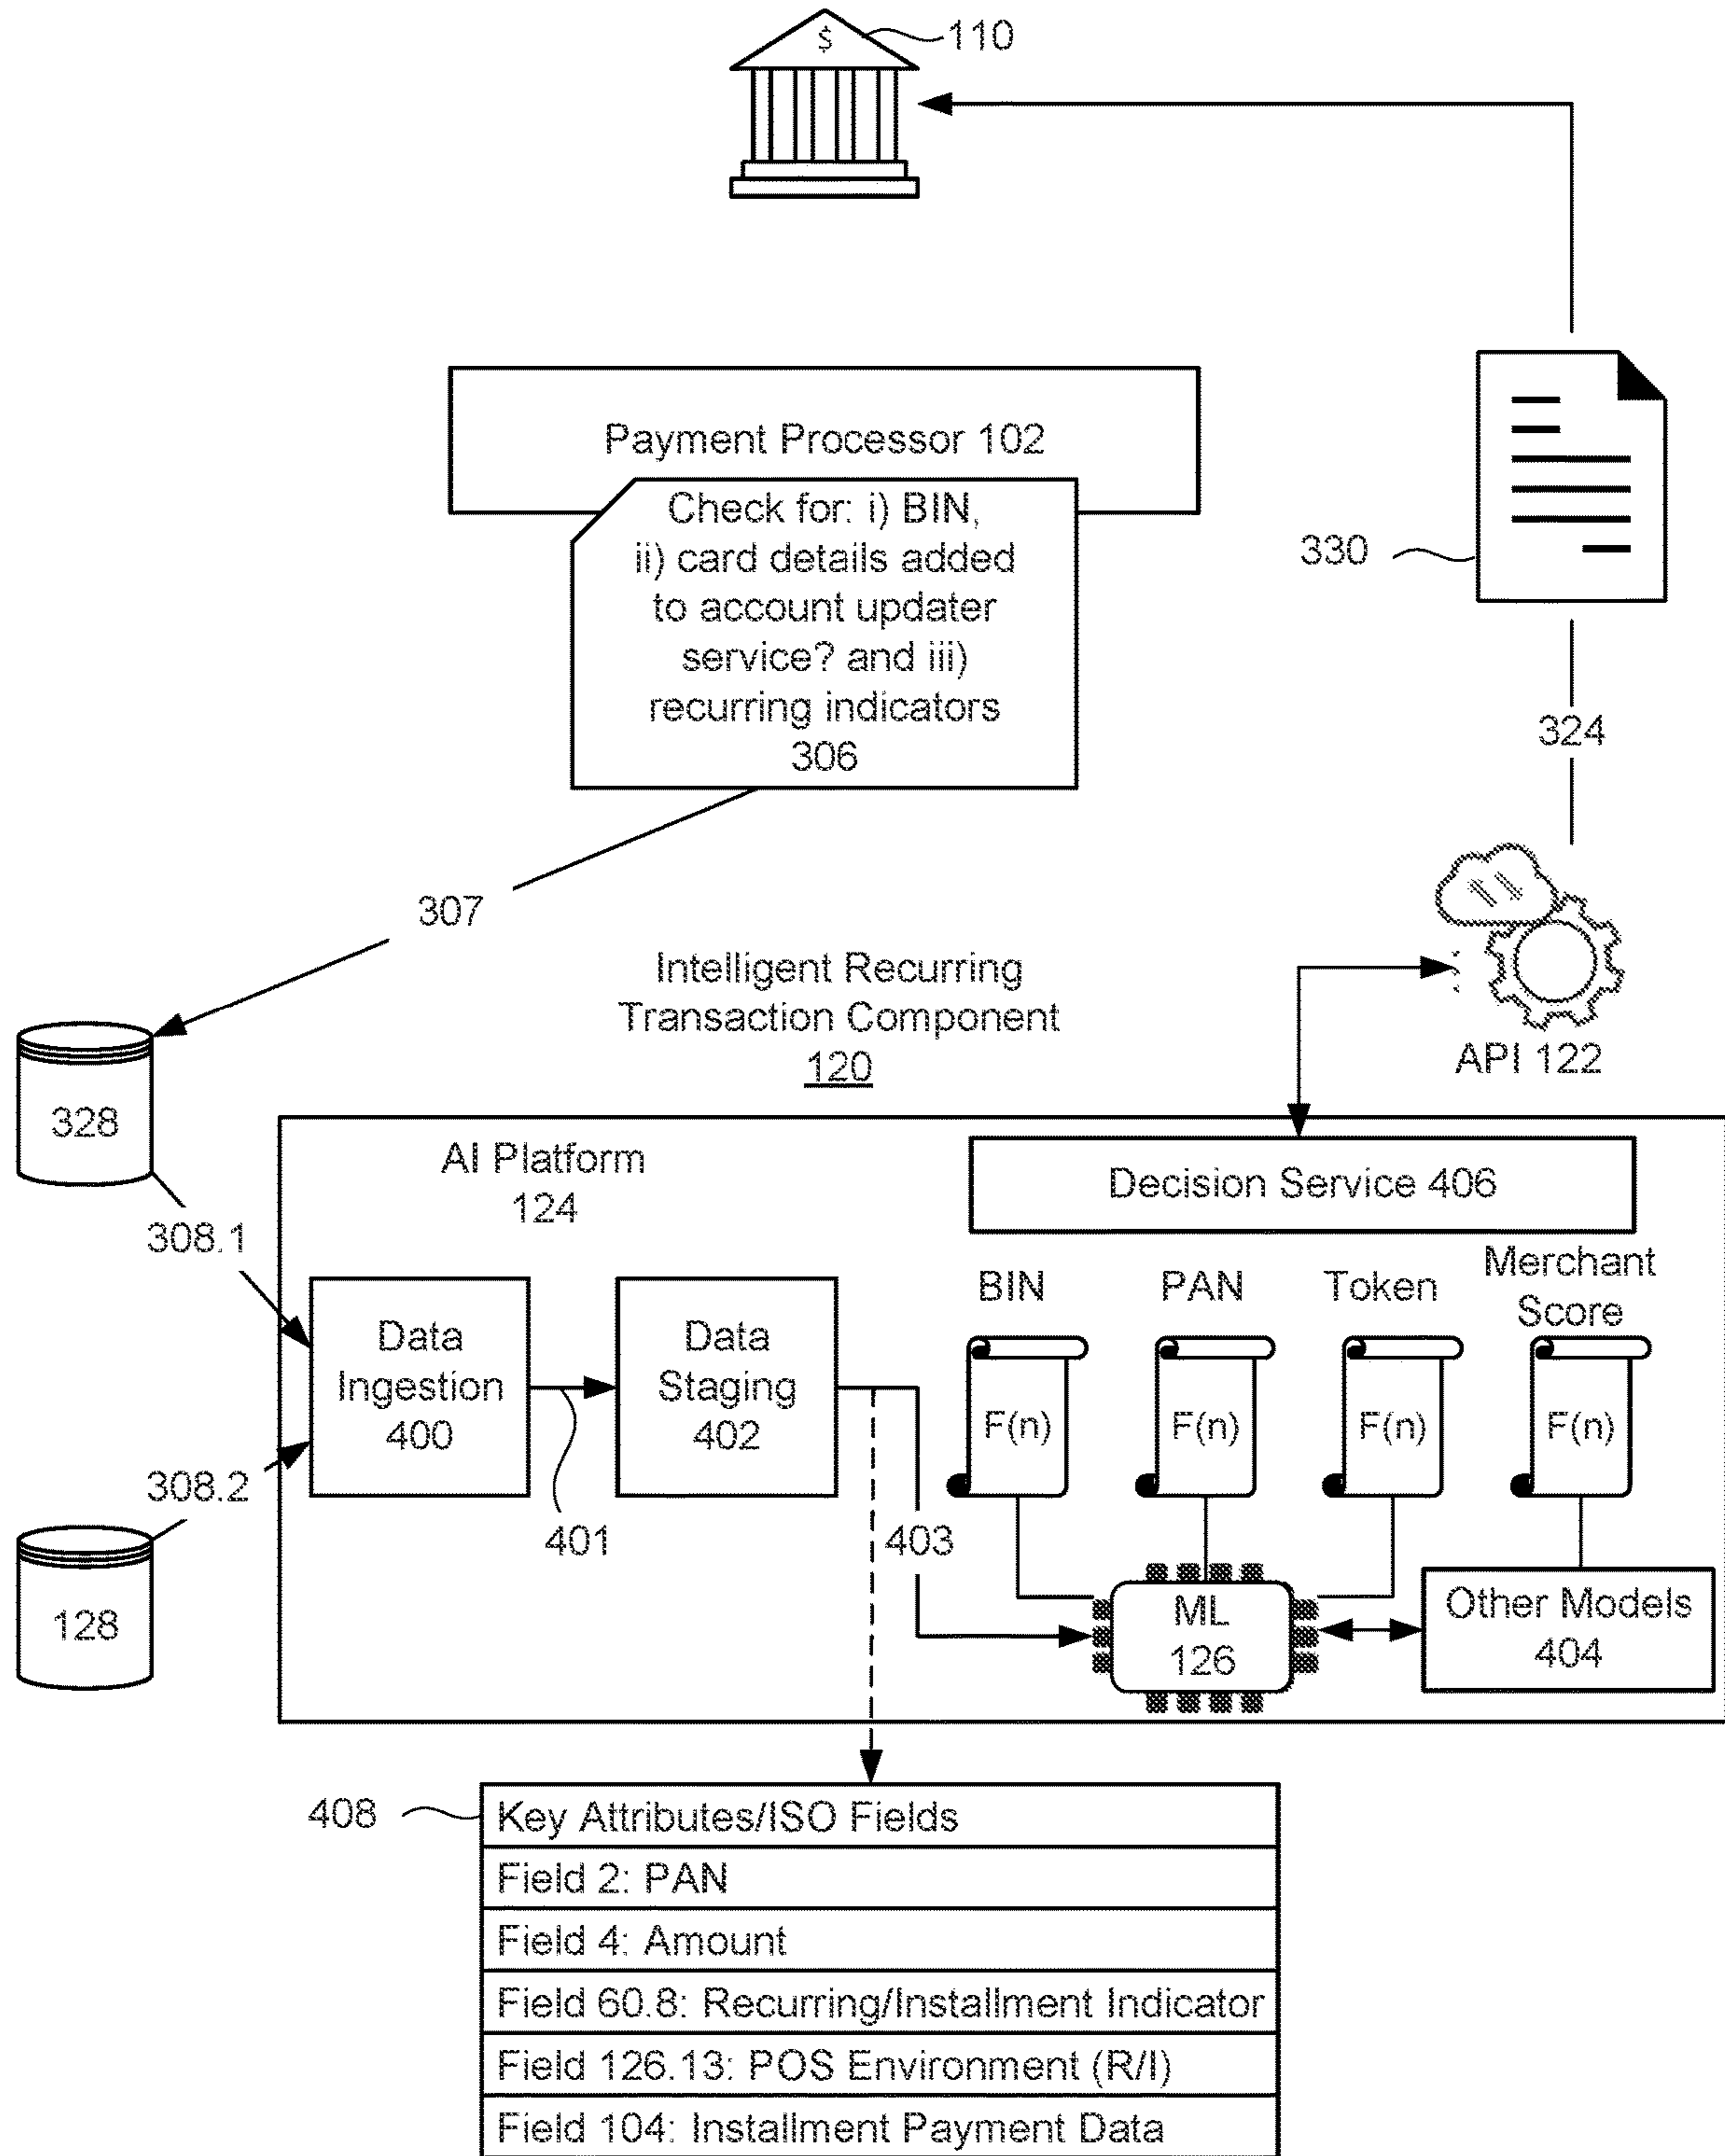 $
110
Payment Processor 102
Check for: i) BIN,
ii) card details added
to account updater
service? and iii)
recurring indicators
306
330
324
307
Intelligent Recurring
Transaction Component
120
API 122
328
AI Platform
124
Decision Service 406
308.1
BIN
PAN
Token
Merchant
Score
Data
Ingestion
400
Data
Staging
402
F(n)
F(n)
F(n)
F(n)
308.2
401
403
128
ML
126
Other Models
404
408
Key Attributes/ISO Fields
Field 2: PAN
Field 4: Amount
Field 60.8: Recurring/Installment Indicator
Field 126.13: POS Environment (R/I)
Field 104: Installment Payment Data